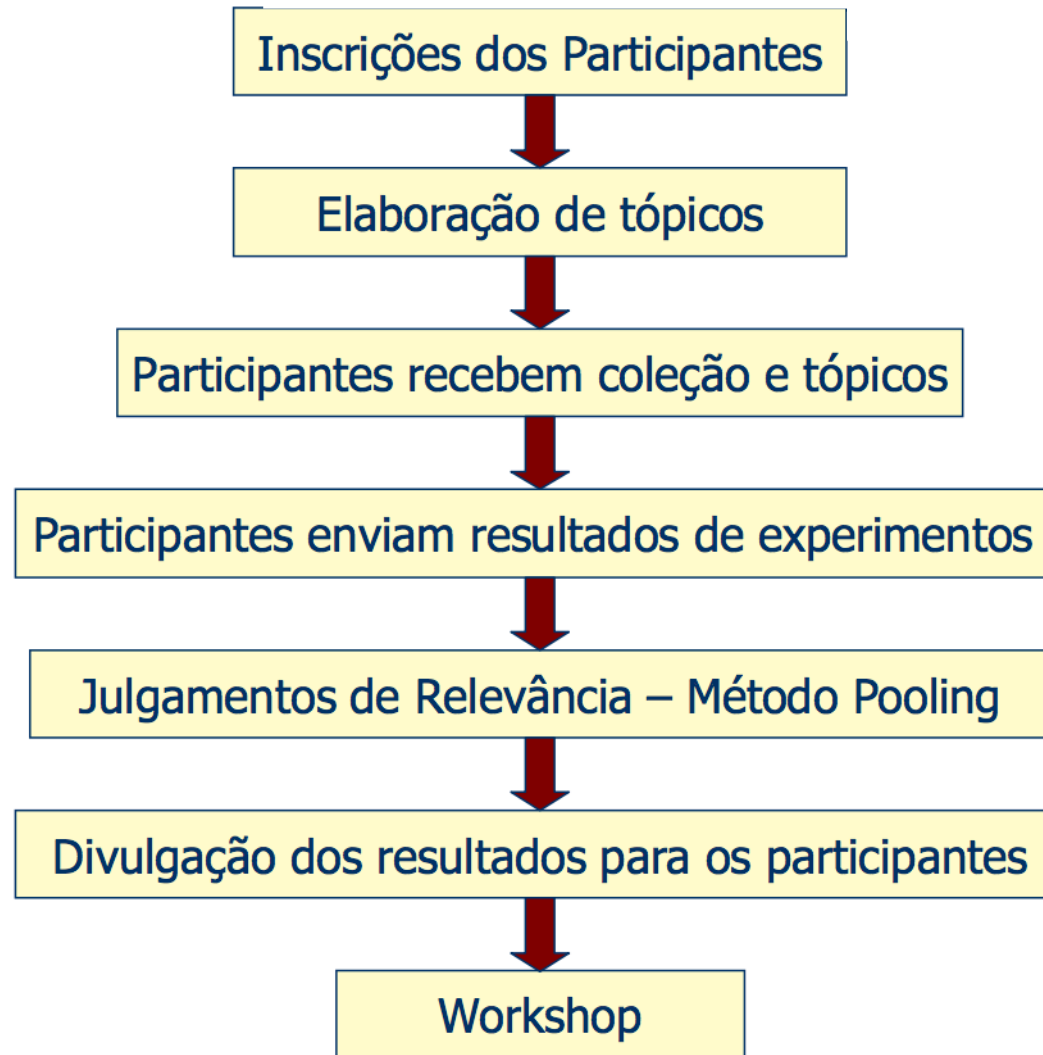 Inscrições dos Participantes
Elaboração de tópicos
Participantes recebem coleção e tópicos
Participantes enviam resultados de experimentos
Julgamentos de Relevância – Método Pooling
Divulgação dos resultados para os participantes
Workshop